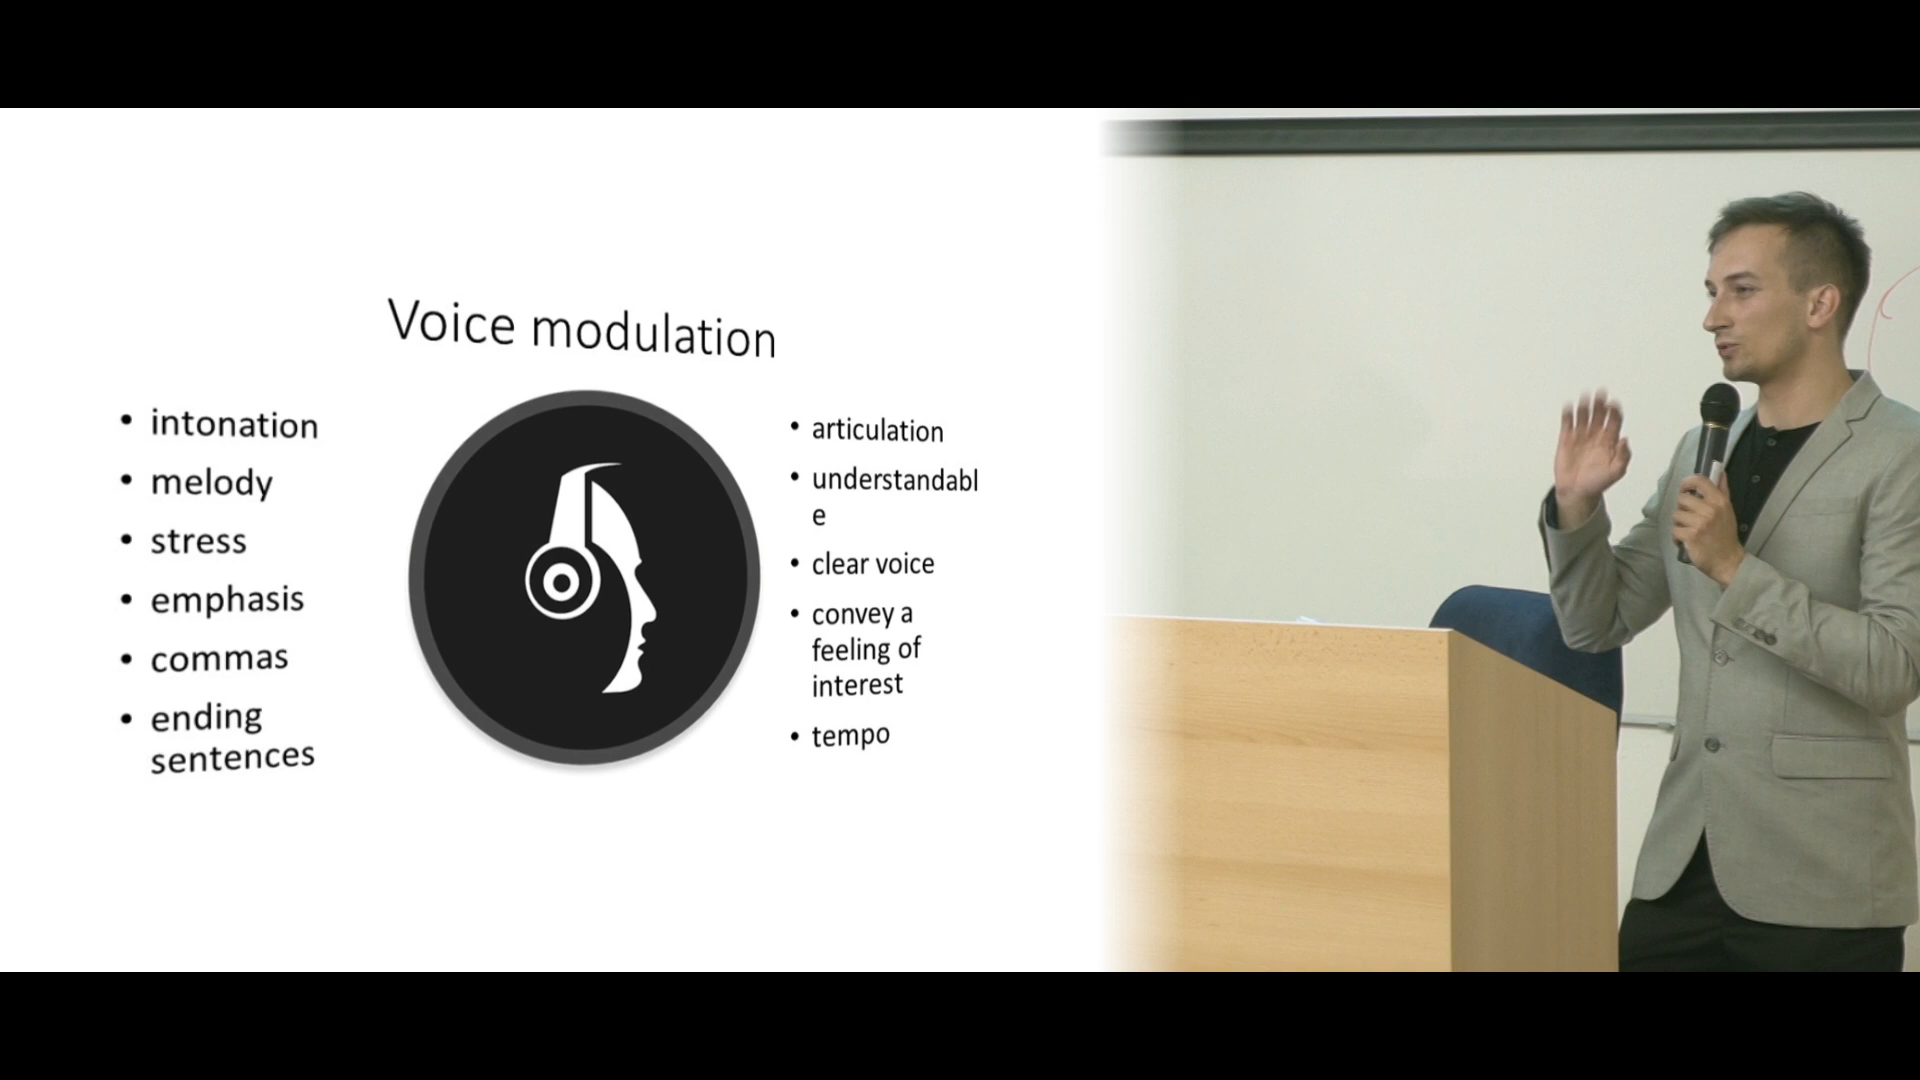 Voice modulation
• intonation
• melody
• stress
• emphasis
• commas
• ending
sentences
• articulation
• understandabl
e
• clear voice
• convey a
feeling of
interest
• tempo